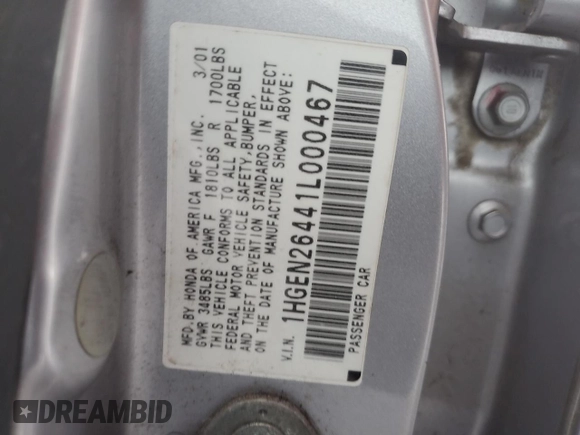 MFD.BY HONDA OF AMERICA MFG.,INC. 3/01
GVWR 3485LBS GAWR F 1810LBS R 1700LBS
THIS VEHICLE CONFORMS TO ALL APPLICABLE
FEDERAL MOTOR VEHICLE SAFETY,BUMPER,
AND THEFT PREVENTION STANDARDS IN EFFECT
ON THE DATE OF MANUFACTURE SHOWN ABOVE:
V.I.N. 1HGEN26441L000467
PASSENGER CAR
DREAMBID